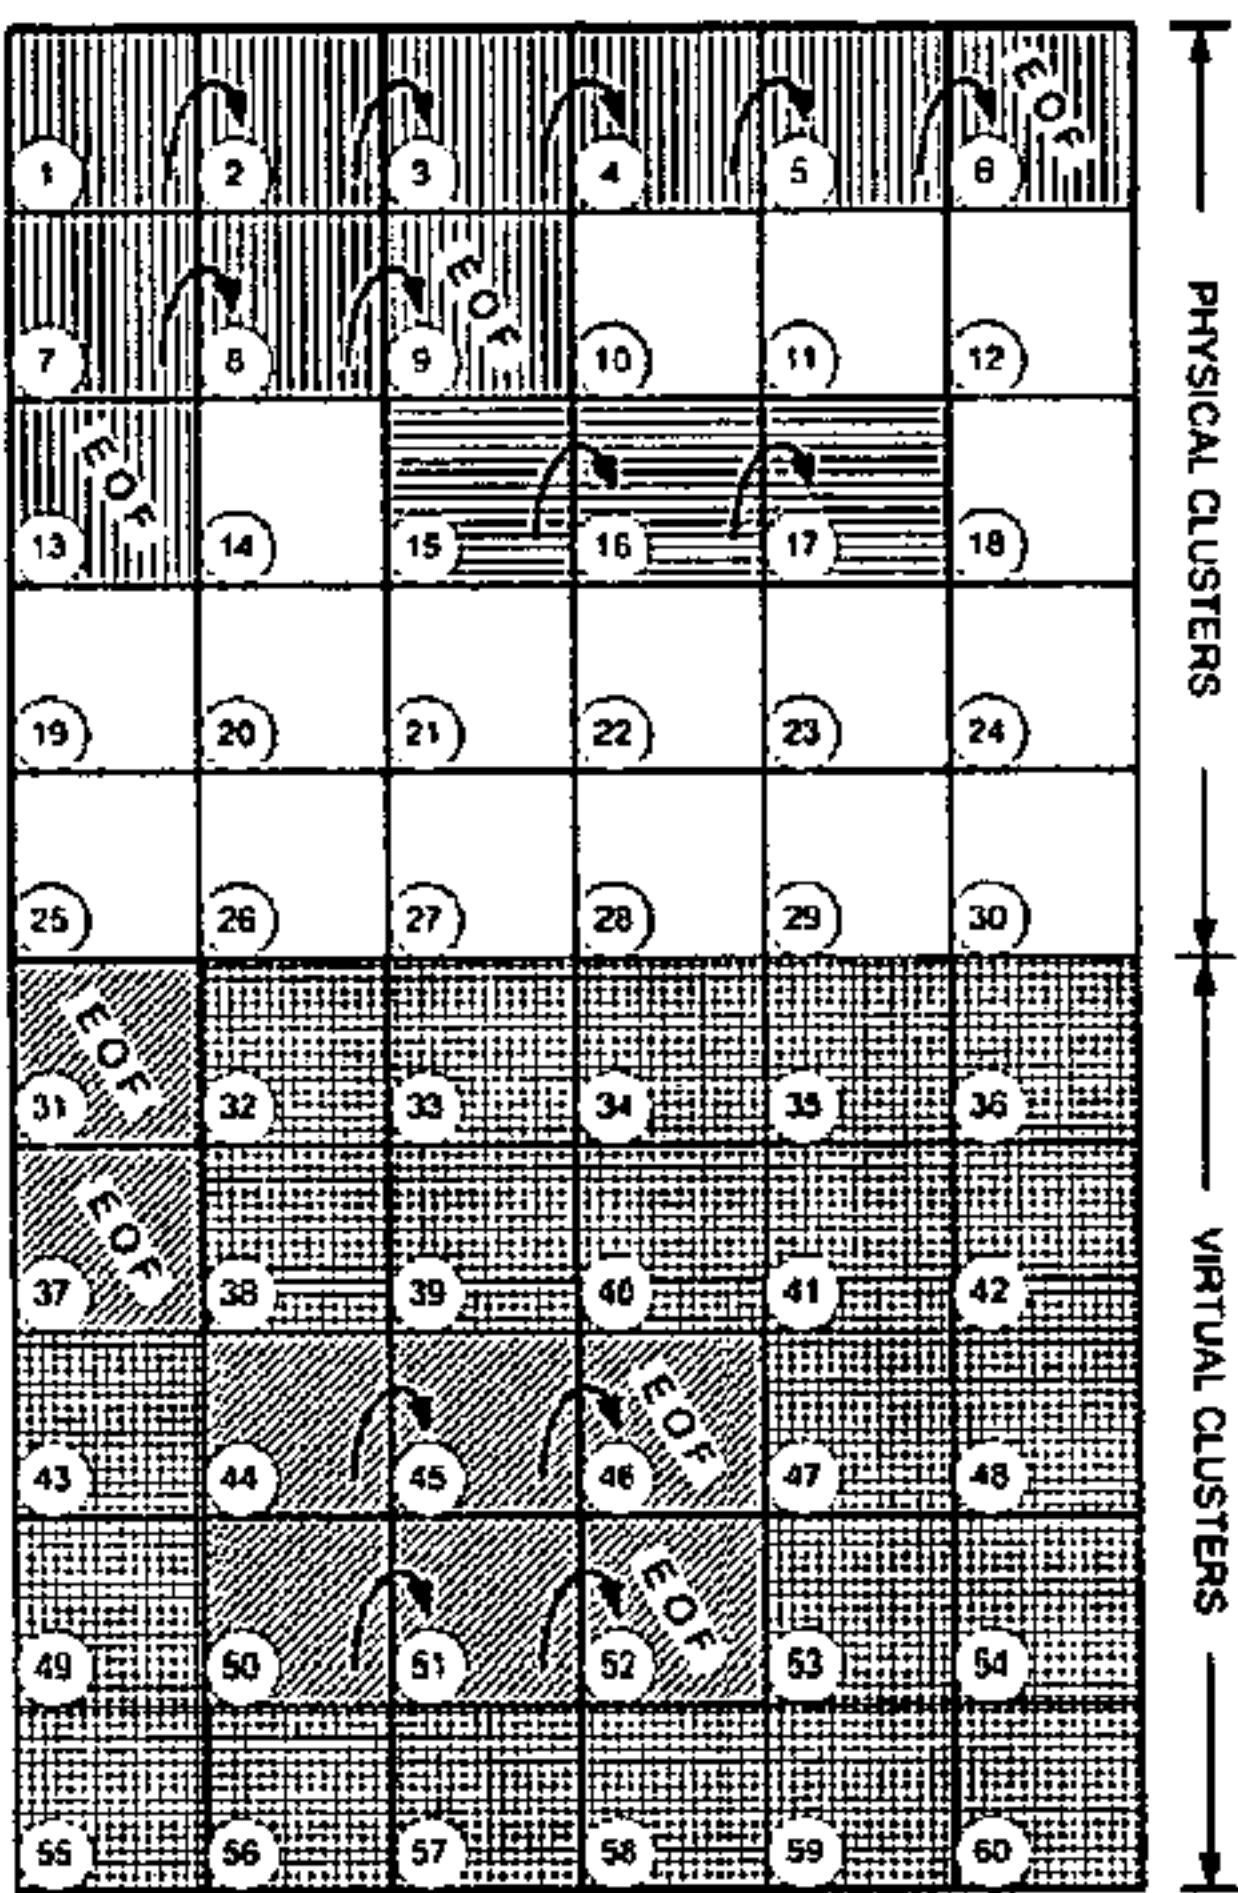 1 2 3 4 5 6 EOF
7 8 9 EOF 10 11 12
13 EOF 14 15 16 17 18
19 20 21 22 23 24
25 26 27 28 29 30
31 EOF 32 33 34 35 36
37 EOF 38 39 40 41 42
43 44 45 46 EOF 47 48
49 50 51 52 EOF 53 54
55 56 57 58 59 60
PHYSICAL CLUSTERS
VIRTUAL CLUSTERS